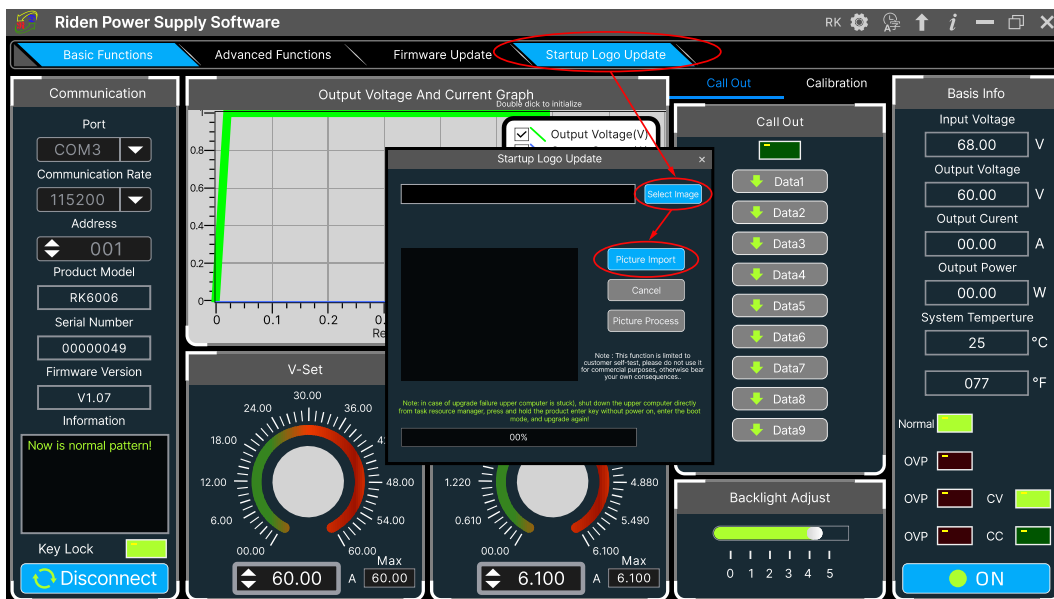 Riden Power Supply Software
RK
Basic Functions
Advanced Functions
Firmware Update
Startup Logo Update
Communication
Port
COM3
Communication Rate
115200
Address
001
Product Model
RK6006
Serial Number
00000049
Firmware Version
V1.07
Information
Now is normal pattern!
Key Lock
Disconnect
Output Voltage And Current Graph
Double dick to initialize
Output Voltage(V)
1
0.8
0.6
0.4
0.2
0
0
0.1
0.2
Startup Logo Update
×
Select Image
Picture Import
Cancel
Picture Process
Note : This function is limited to
customer self-test, please do not use it
for commercial purposes, otherwise bear
your own consequences..
Note: in case of upgrade failure upper computer is stuck), shut down the upper computer directly
from task resource manager, press and hold the product enter key without power on, enter the boot
mode, and upgrade again!
00%
V-Set
00.00
6.00
12.00
18.00
24.00
30.00
36.00
48.00
54.00
60.00
Max
60.00
A
60.00
00.00
0.610
1.220
4.880
5.490
6.100
Max
6.100
A
6.100
Call Out
Calibration
Call Out
Data1
Data2
Data3
Data4
Data5
Data6
Data7
Data8
Data9
Backlight Adjust
0 1 2 3 4 5
Basis Info
Input Voltage
68.00 V
Output Voltage
60.00 V
Output Curent
00.00 A
Output Power
00.00 W
System Temperture
25 °C
077 °F
Normal
OVP
OVP
CV
OVP
CC
ON